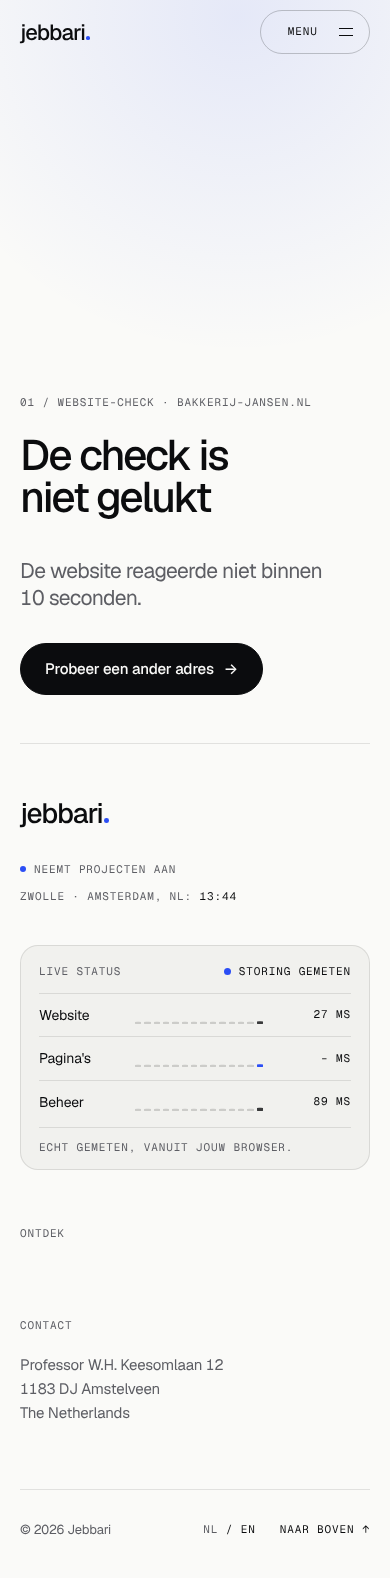 jebbari.
MENU
01 / WEBSITE-CHECK · BAKKERIJ-JANSEN.NL
De check is
niet gelukt
De website reageerde niet binnen
10 seconden.
Probeer een ander adres →
jebbari.
NEEMT PROJECTEN AAN
ZWOLLE · AMSTERDAM, NL: 13:44
LIVE STATUS
STORING GEMETEN
Website 27 MS
Pagina's – MS
Beheer 89 MS
ECHT GEMETEN, VANUIT JOUW BROWSER.
ONTDEK
CONTACT
Professor W.H. Keesomlaan 12
1183 DJ Amstelveen
The Netherlands
© 2026 Jebbari
NL / EN
NAAR BOVEN ↑